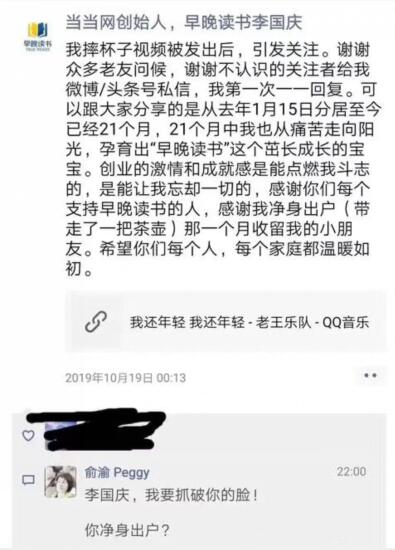 早晚读书
当当网创始人，早晚读书李国庆
我摔杯子视频被发出后，引发关注。谢谢
众多老友问候，谢谢不认识的关注者给我
微博/头条号私信，我第一次一一回复。可
以跟大家分享的是从去年1月15日分居至今
已经21个月，21个月中我也从痛苦走向阳
光，孕育出“早晚读书”这个茁长成长的宝
宝。创业的激情和成就感是能点燃我斗志
的，是能让我忘却一切的，感谢你们每个
支持早晚读书的人，感谢我净身出户（带
走了一把茶壶）那一个月收留我的小朋
友。希望你们每个人，每个家庭都温暖如
初。
我还年轻 我还年轻 - 老王乐队 - QQ音乐
2019年10月19日 00:13
俞渝 Peggy
22:00
李国庆，我要抓破你的脸！
你净身出户？